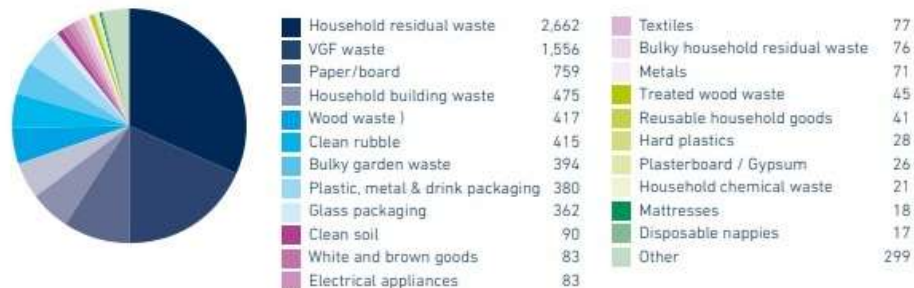 Household residual waste 2,662
VGF waste 1,556
Paper/board 759
Household building waste 475
Wood waste ) 417
Clean rubble 415
Bulky garden waste 394
Plastic, metal & drink packaging 380
Glass packaging 362
Clean soil 90
White and brown goods 83
Electrical appliances 83
Textiles 77
Bulky household residual waste 76
Metals 71
Treated wood waste 45
Reusable household goods 41
Hard plastics 28
Plasterboard / Gypsum 26
Household chemical waste 21
Mattresses 18
Disposable nappies 17
Other 299